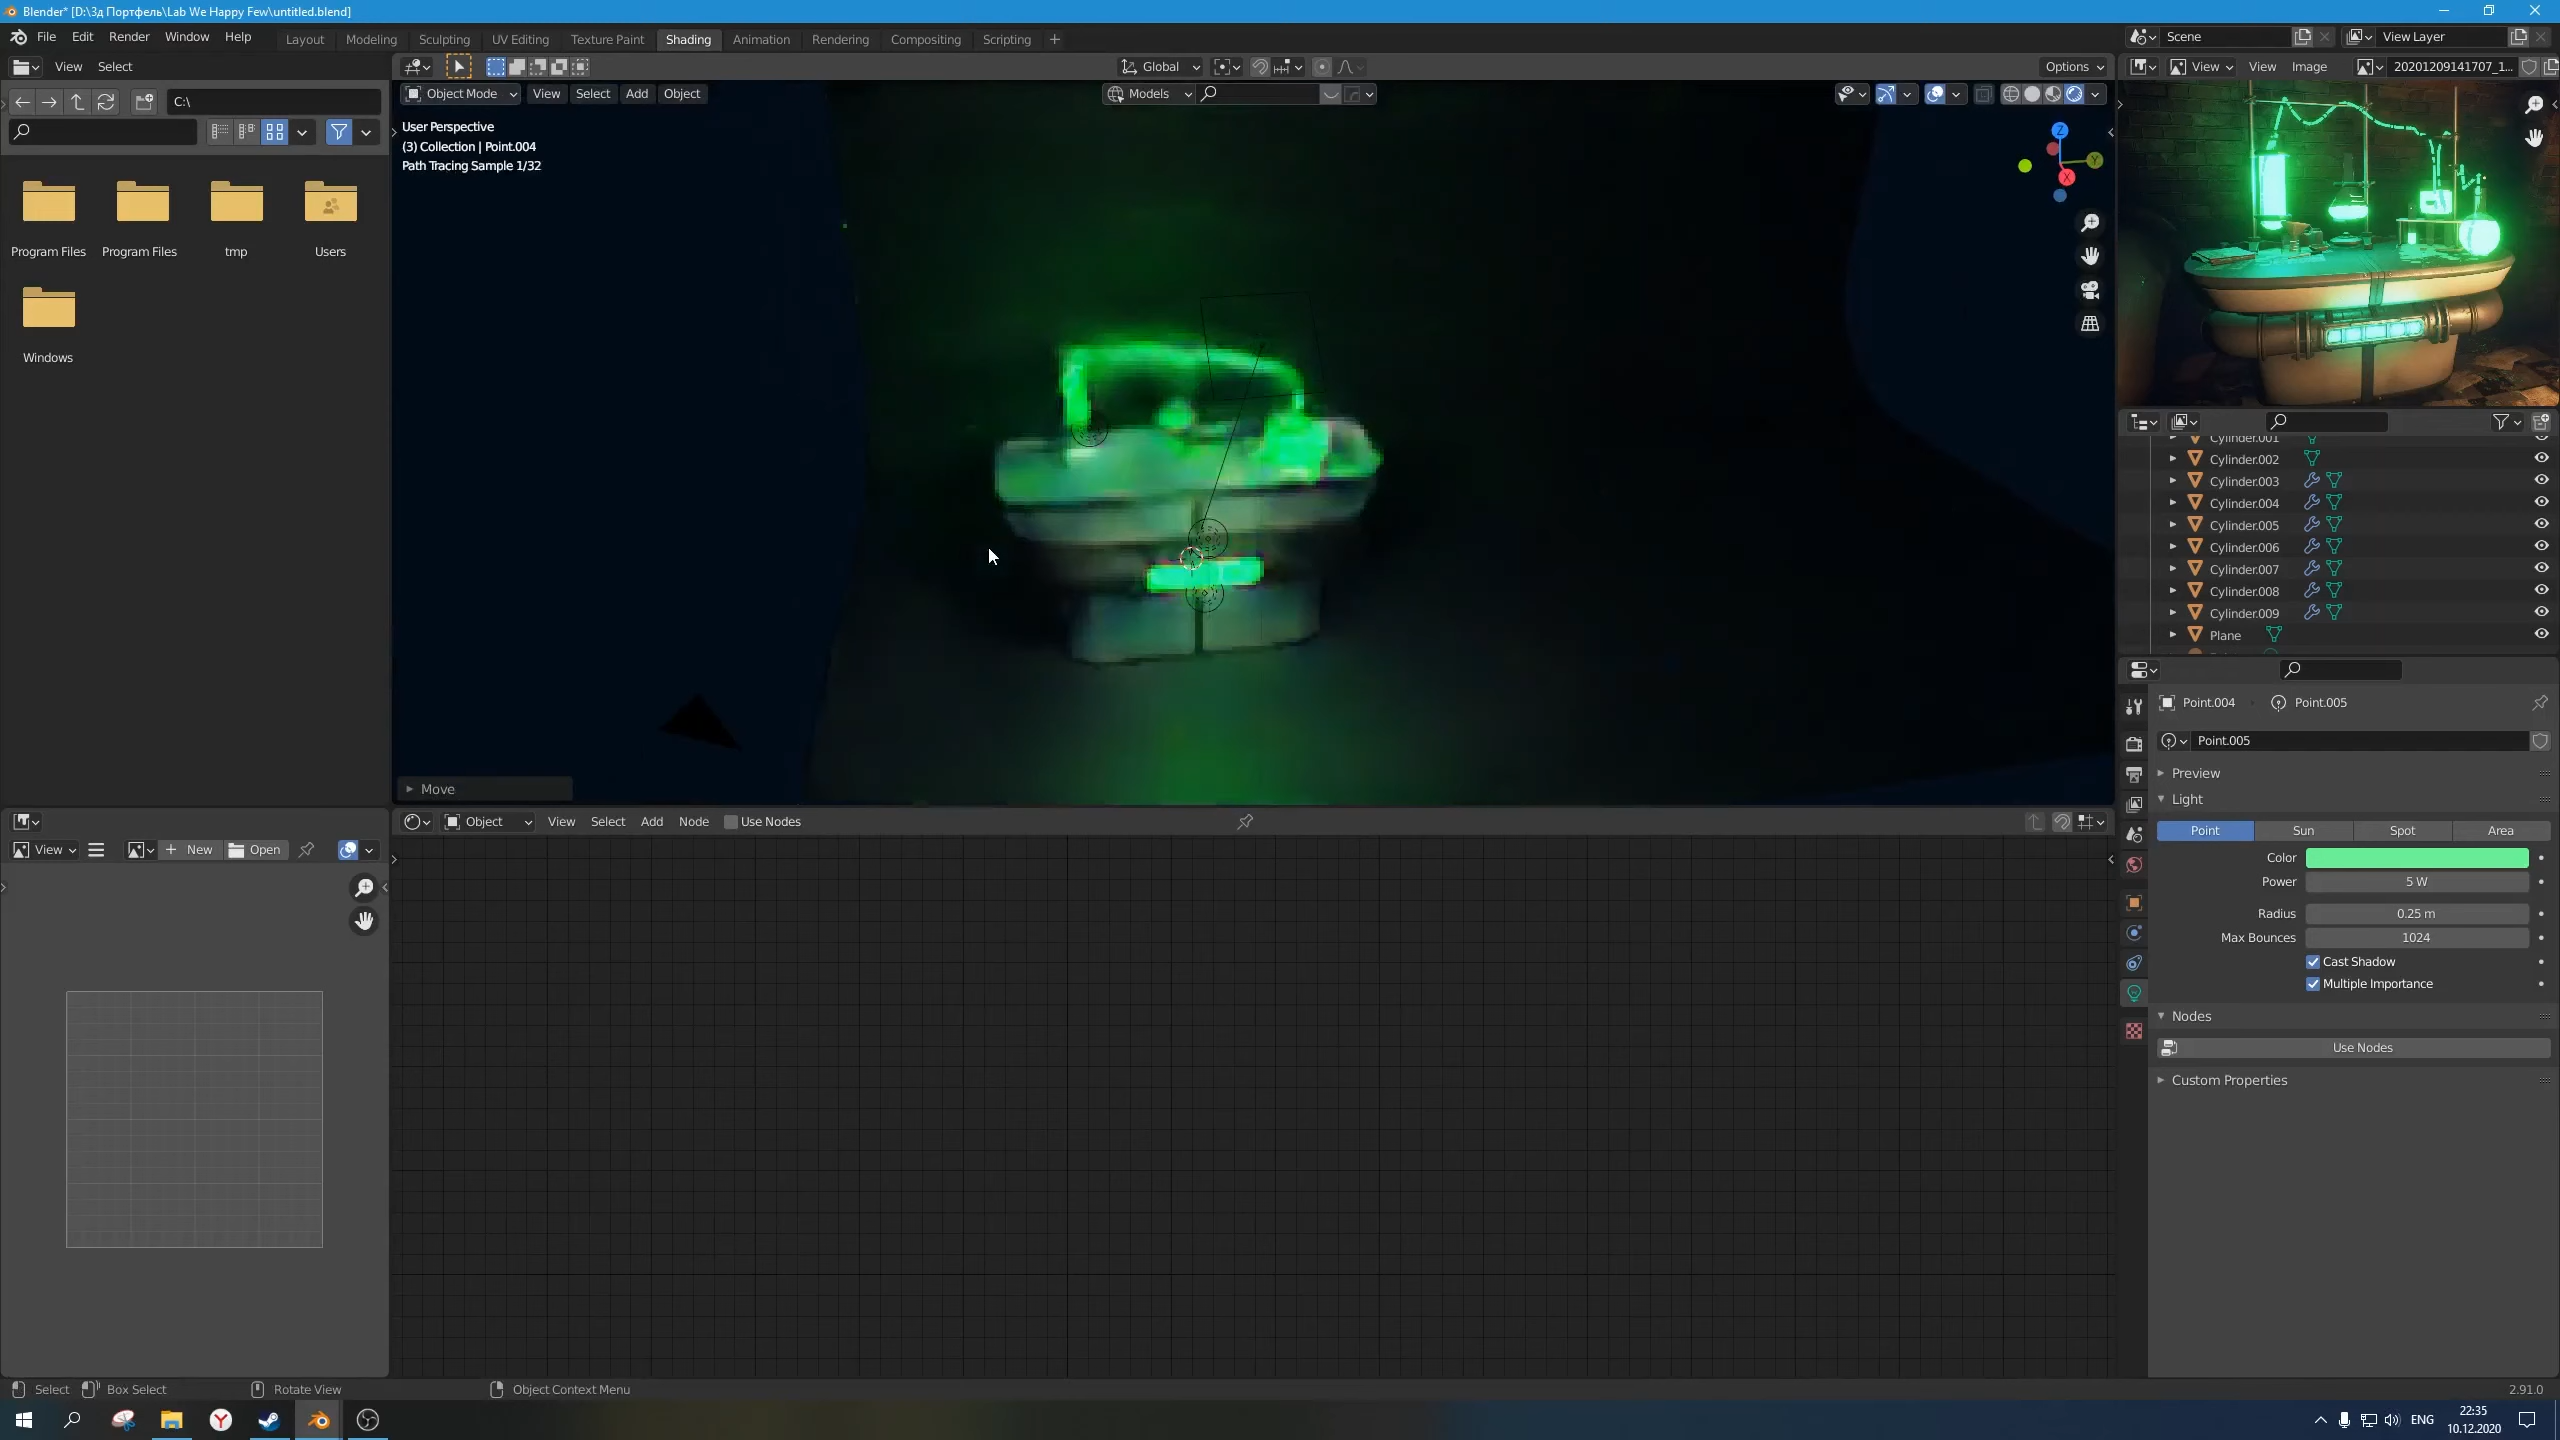 Blender* [D:\3д Портфель\Lab We Happy Few\untitled.blend]
File Edit Render Window Help
Layout Modeling Sculpting UV Editing Texture Paint Shading Animation Rendering Compositing Scripting
Scene
View Layer
View Select
Global
Options
View View Image 20201209141707_1...
C:\
Object Mode View Select Add Object
Models
User Perspective
(3) Collection | Point.004
Path Tracing Sample 1/32
Z
Y
X
Program Files Program Files tmp Users
Windows
Cylinder.001
Cylinder.002
Cylinder.003
Cylinder.004
Cylinder.005
Cylinder.006
Cylinder.007
Cylinder.008
Cylinder.009
Plane
Point.004 Point.005
Point.005
Preview
Light
Point Sun Spot Area
Color
Power 5 W
Radius 0.25 m
Max Bounces 1024
Cast Shadow
Multiple Importance
Nodes
Use Nodes
Custom Properties
Move
Object View Select Add Node Use Nodes
View New Open
Select Box Select Rotate View Object Context Menu
2.91.0
ENG
22:35
10.12.2020